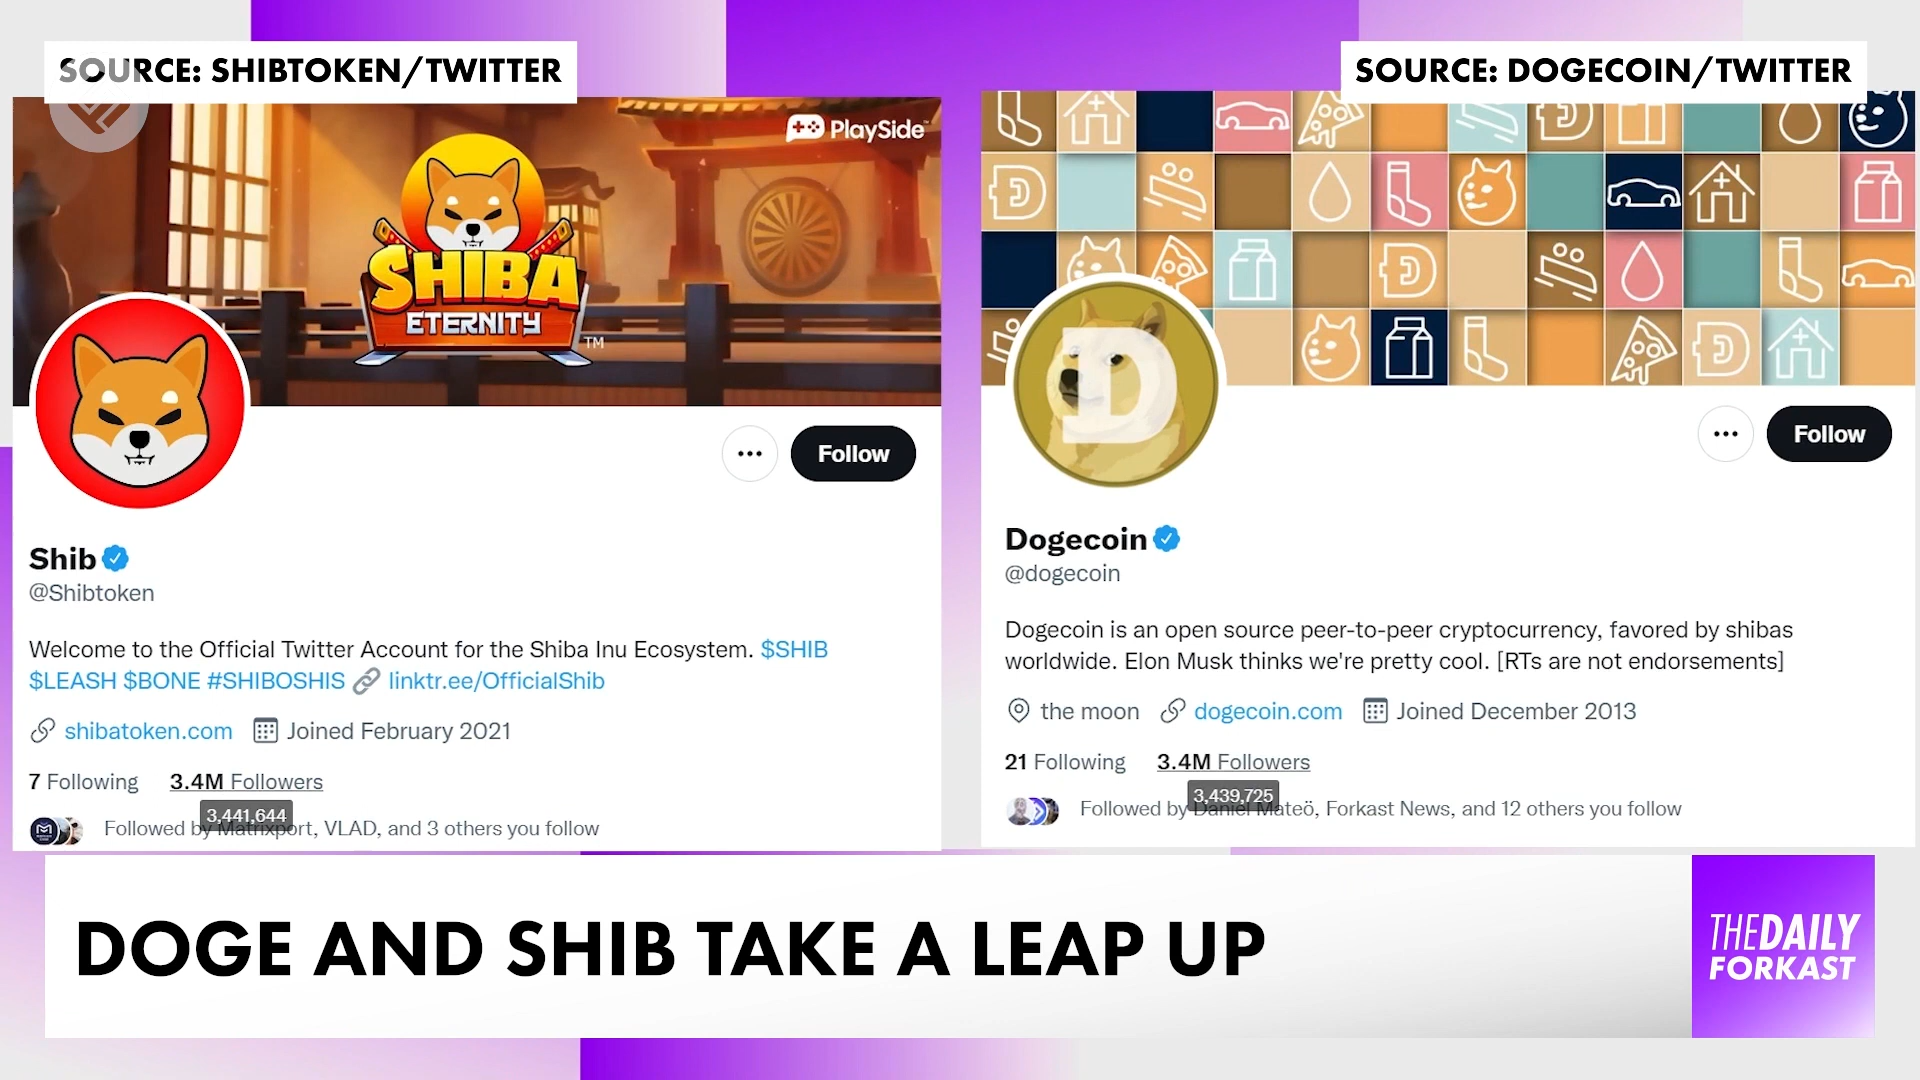 SOURCE: SHIBTOKEN/TWITTER
PlaySide
SHIBA
ETERNITY
TM
Follow
Shib
@Shibtoken
Welcome to the Official Twitter Account for the Shiba Inu Ecosystem. $SHIB
$LEASH $BONE #SHIBOSHIS linktr.ee/OfficialShib
shibatoken.com Joined February 2021
7 Following 3.4M Followers
3,441,644
Followed by Matrixport, VLAD, and 3 others you follow
SOURCE: DOGECOIN/TWITTER
Follow
Dogecoin
@dogecoin
Dogecoin is an open source peer-to-peer cryptocurrency, favored by shibas
worldwide. Elon Musk thinks we're pretty cool. [RTs are not endorsements]
the moon dogecoin.com Joined December 2013
21 Following 3.4M Followers
3,439,725
Followed by Daniel Mateö, Forkast News, and 12 others you follow
DOGE AND SHIB TAKE A LEAP UP
THE DAILY
FORKAST